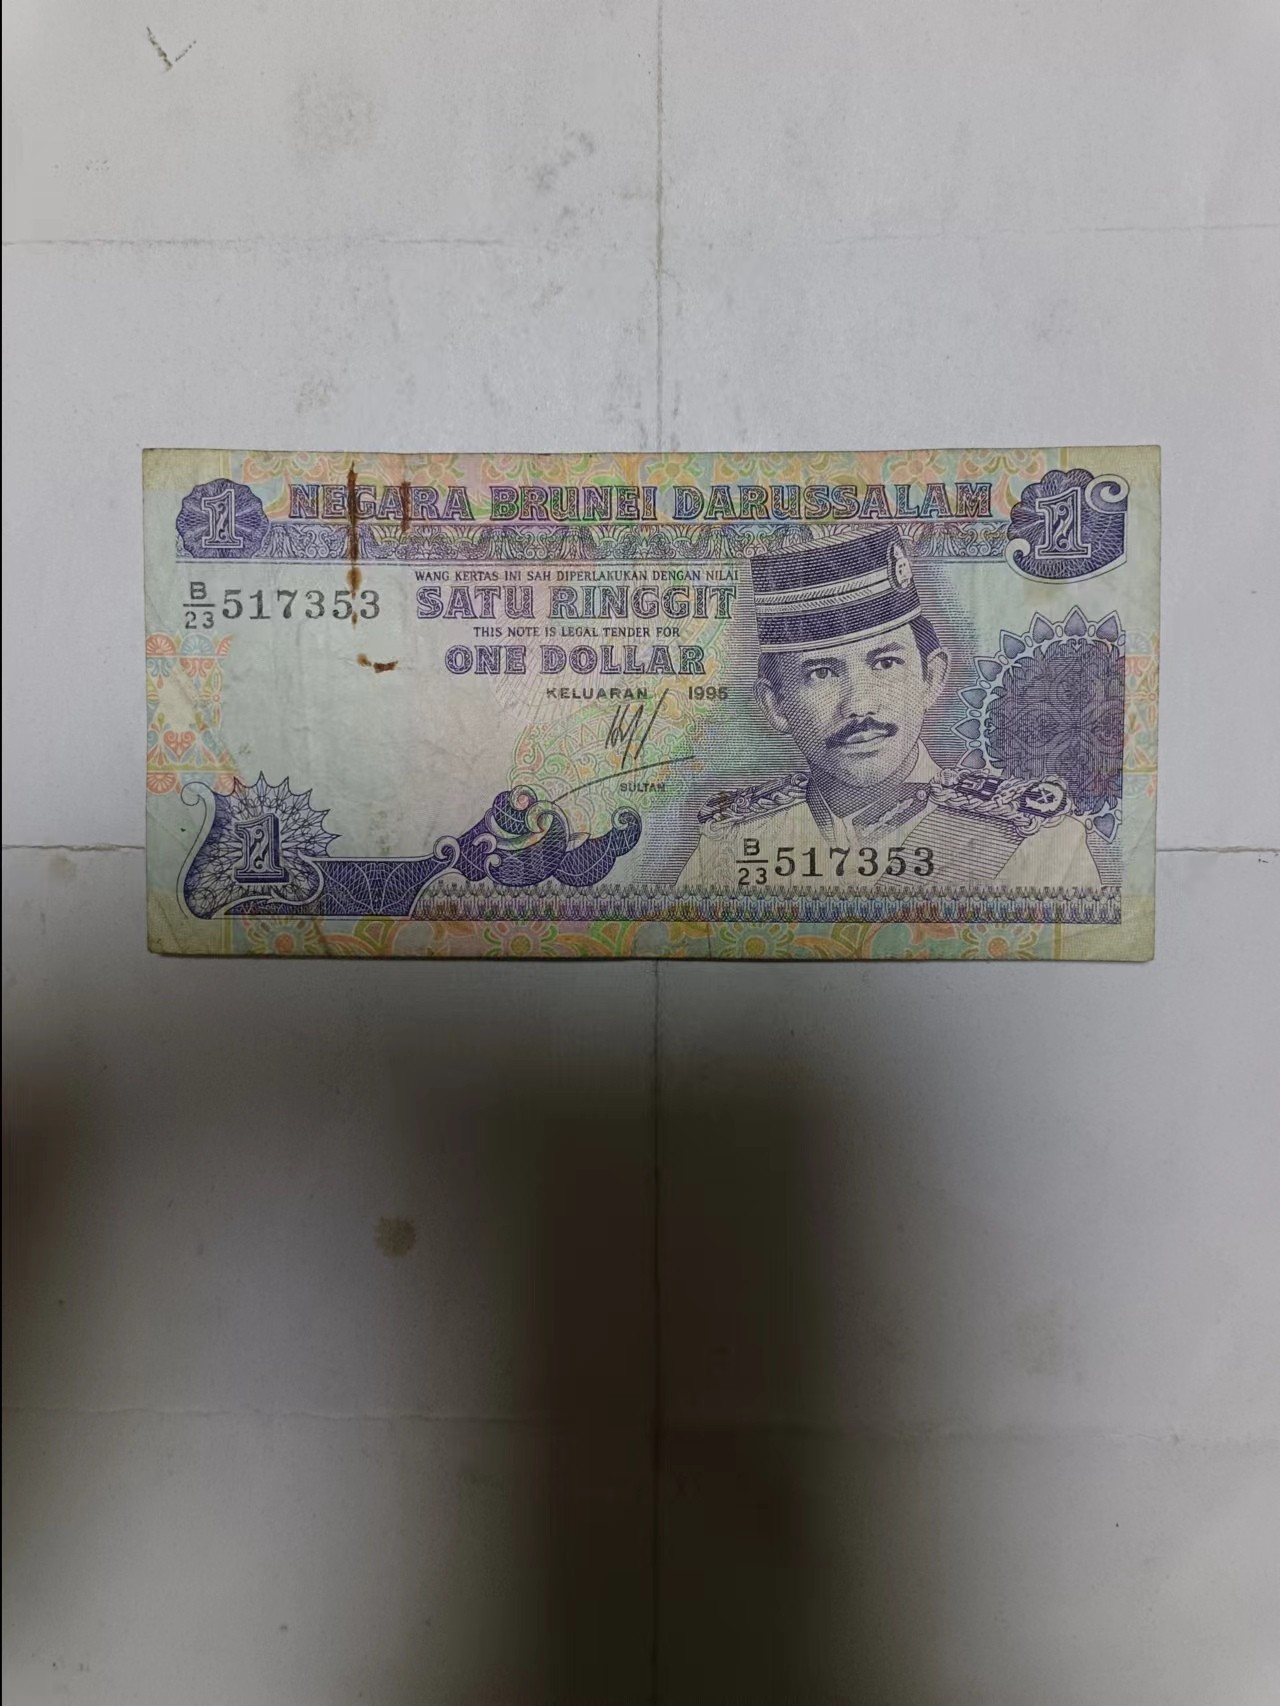 1 NEGARA BRUNEI DARUSSALAM 1
WANG KERTAS INI SAH DIPERLAKUKAN DENGAN NILAI
B/23 517353
SATU RINGGIT
THIS NOTE IS LEGAL TENDER FOR
ONE DOLLAR
KELUARAN 1995
SULTAN
1
B/23 517353